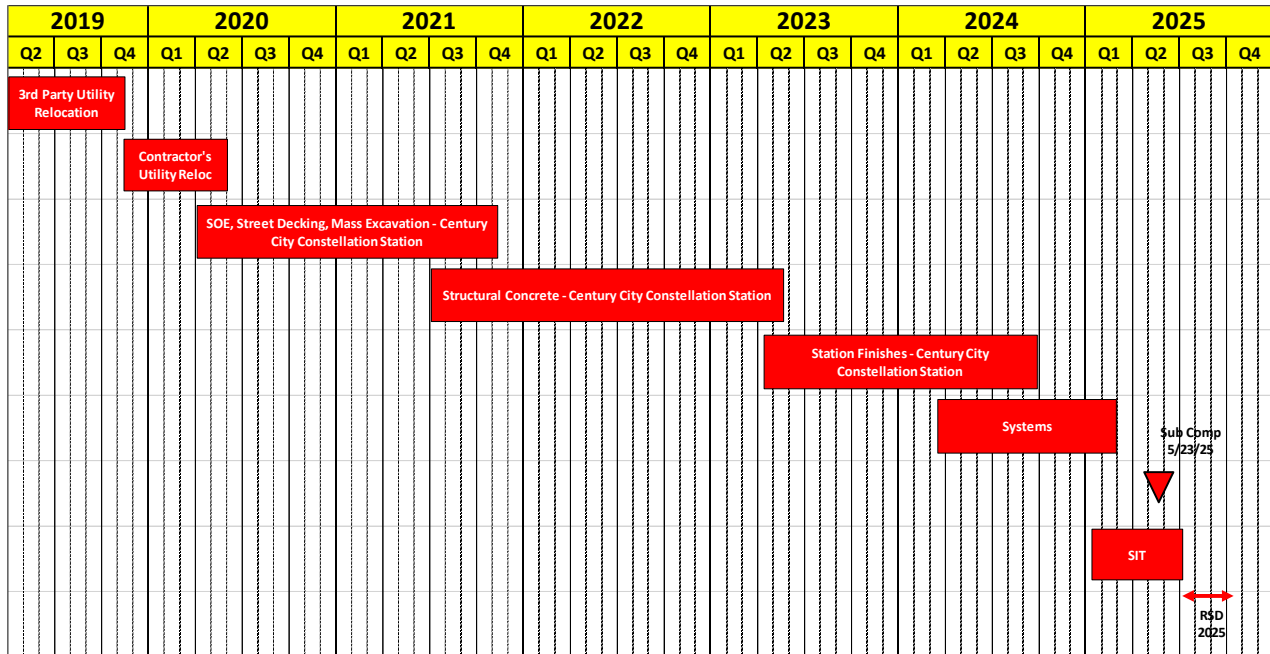 2019 2020 2021 2022 2023 2024 2025
Q2 Q3 Q4 Q1 Q2 Q3 Q4 Q1 Q2 Q3 Q4 Q1 Q2 Q3 Q4 Q1 Q2 Q3 Q4 Q1 Q2 Q3 Q4 Q1 Q2 Q3 Q4
3rd Party Utility
Relocation
Contractor's
Utility Reloc
SOE, Street Decking, Mass Excavation - Century
City Constellation Station
Structural Concrete - Century City Constellation Station
Station Finishes - Century City
Constellation Station
Systems
Sub Comp
5/23/25
SIT
RSD
2025